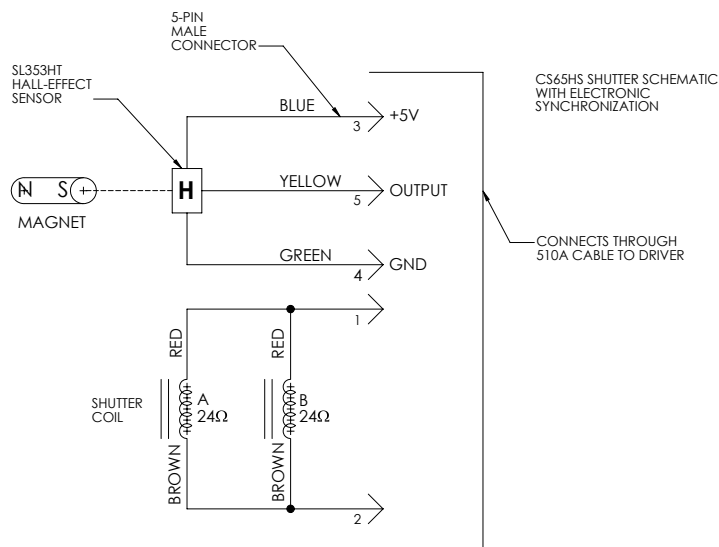 5-PIN
MALE
CONNECTOR
SL353HT
HALL-EFFECT
SENSOR
CS65HS SHUTTER SCHEMATIC
WITH ELECTRONIC
SYNCHRONIZATION
BLUE
3
+5V
N S
H
YELLOW
5
OUTPUT
MAGNET
CONNECTS THROUGH
510A CABLE TO DRIVER
GREEN
4
GND
1
RED
RED
SHUTTER
COIL
A
24Ω
B
24Ω
BROWN
BROWN
2